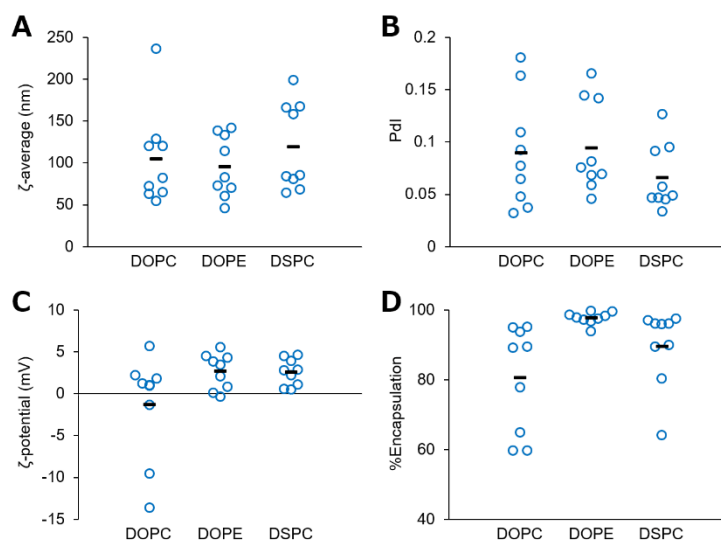 A
ζ-average (nm)
250
200
150
100
50
0
DOPC DOPE DSPC
B
PdI
0.2
0.15
0.1
0.05
0
DOPC DOPE DSPC
C
ζ-potential (mV)
10
5
0
-5
-10
-15
DOPC DOPE DSPC
D
%Encapsulation
100
80
60
40
DOPC DOPE DSPC